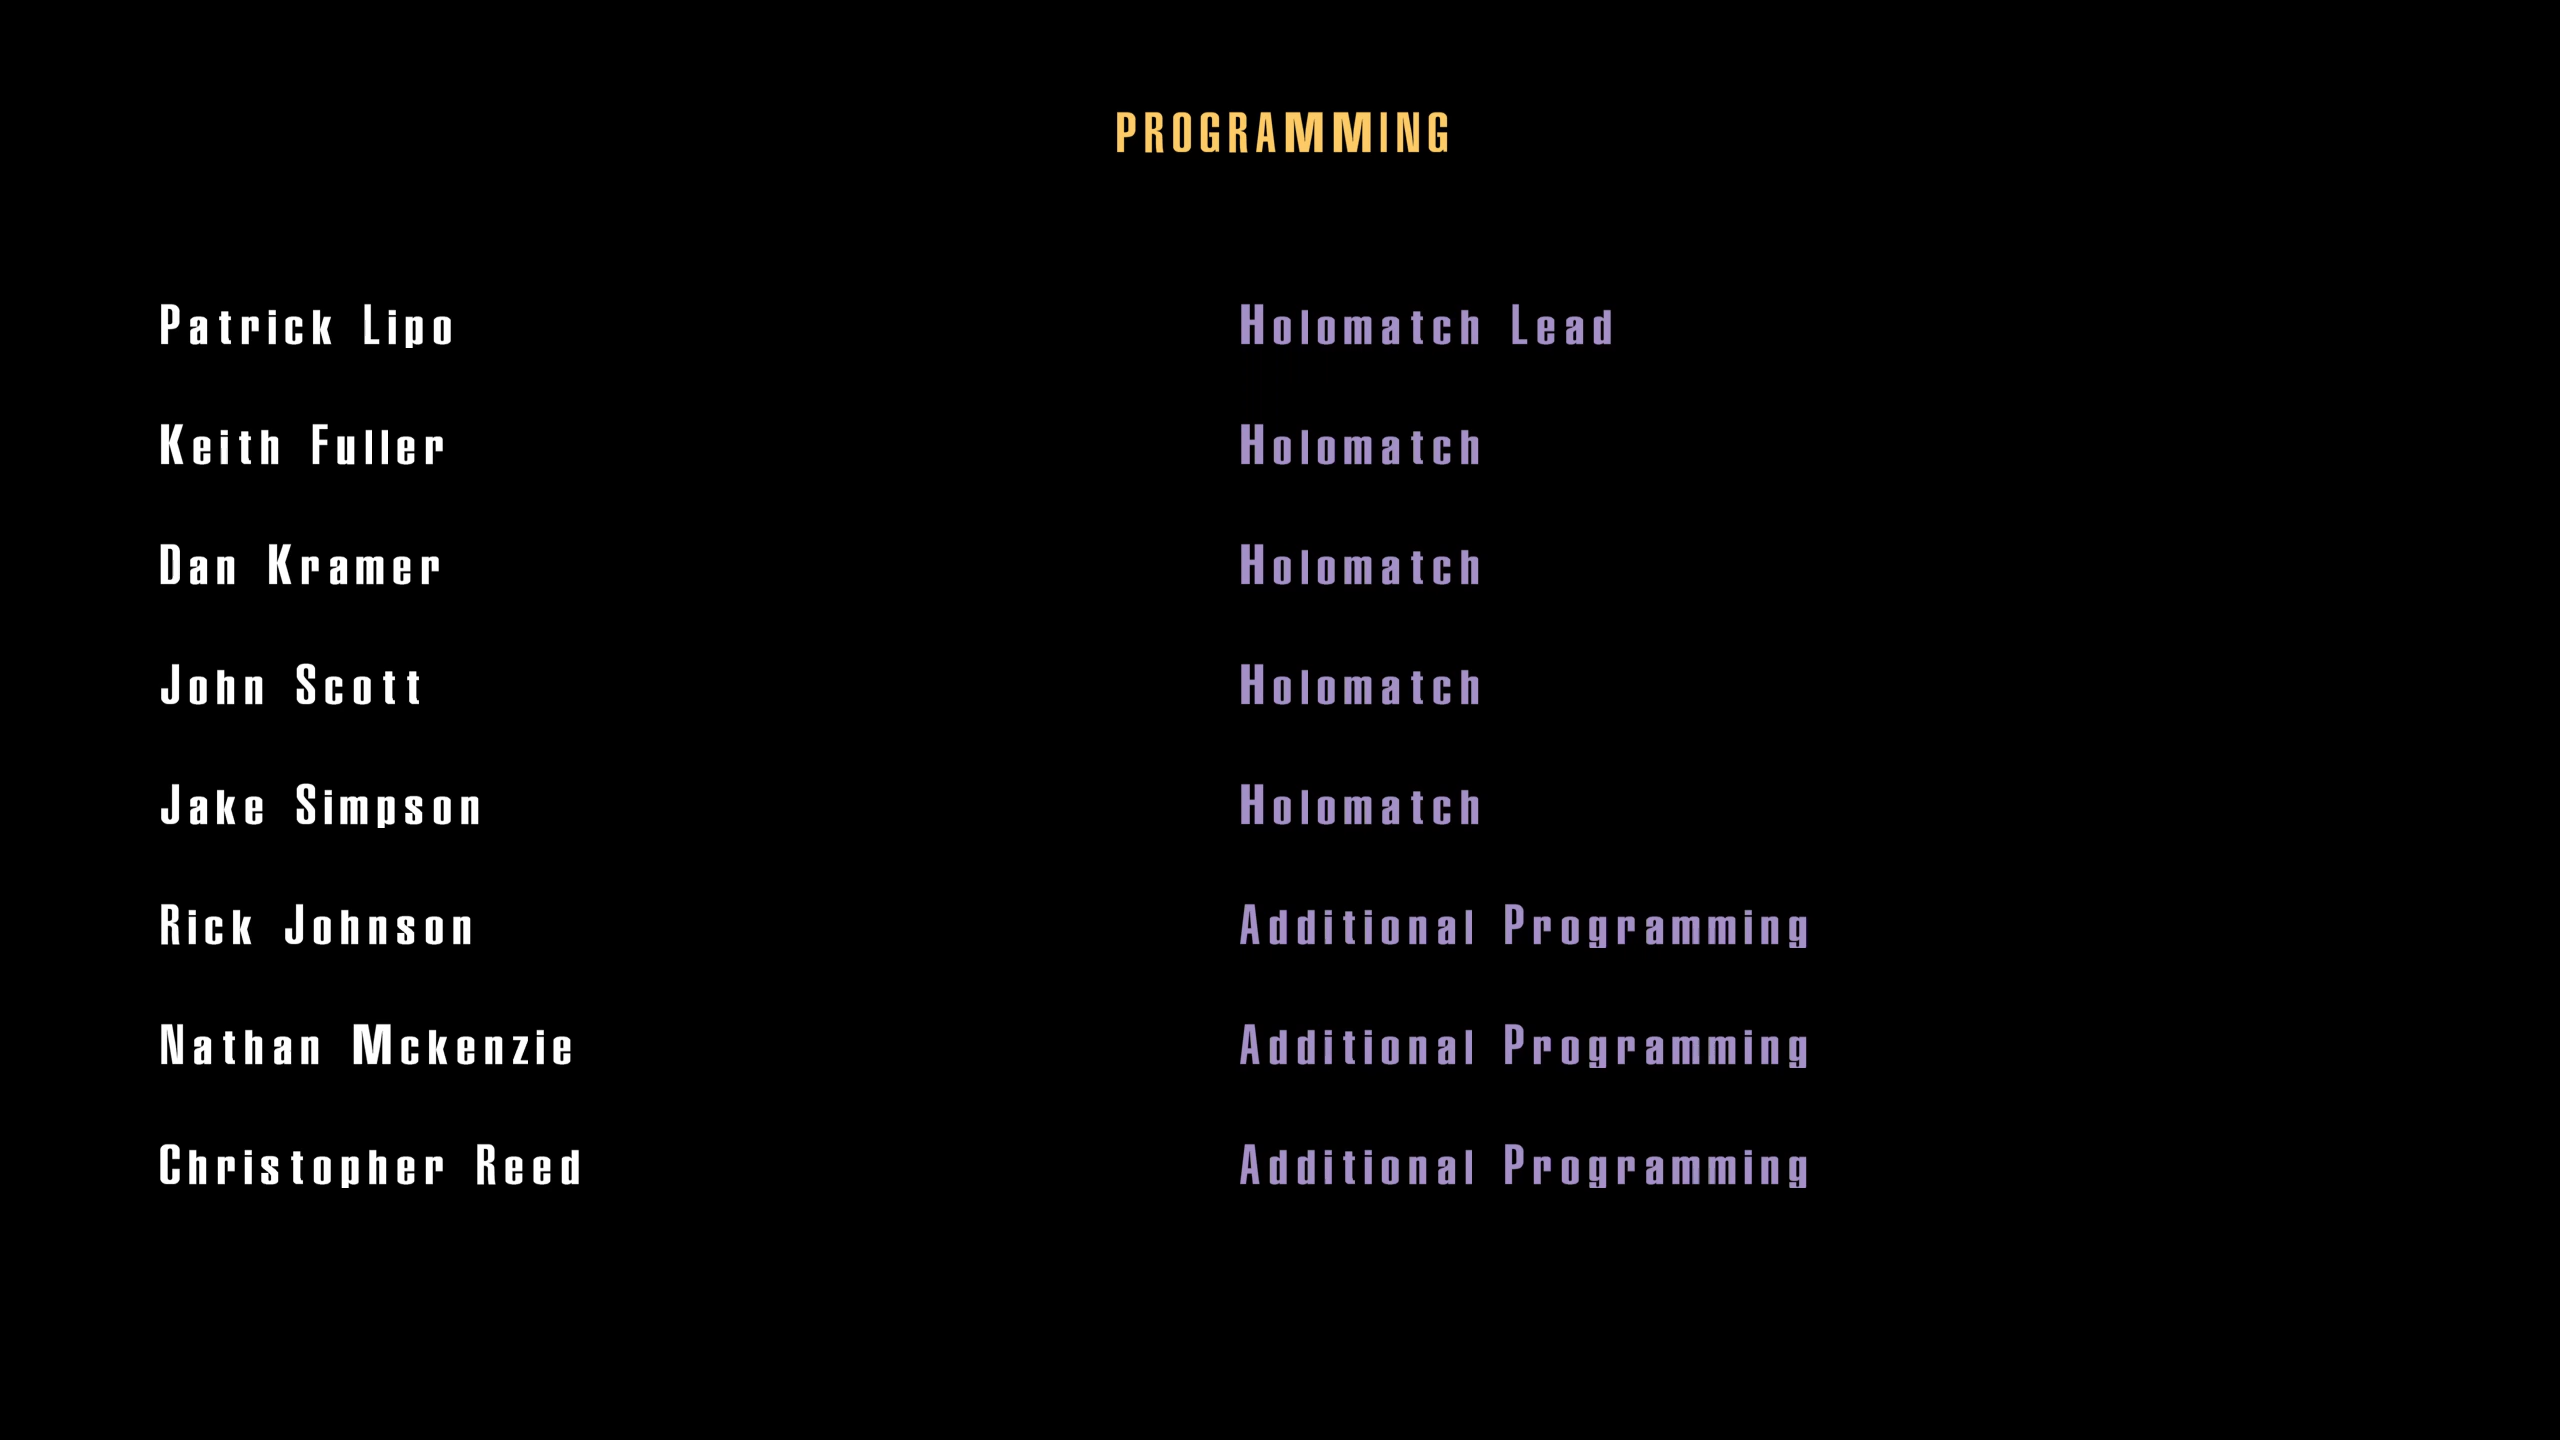 PROGRAMMING
Patrick Lipo Holomatch Lead
Keith Fuller Holomatch
Dan Kramer Holomatch
John Scott Holomatch
Jake Simpson Holomatch
Rick Johnson Additional Programming
Nathan Mckenzie Additional Programming
Christopher Reed Additional Programming